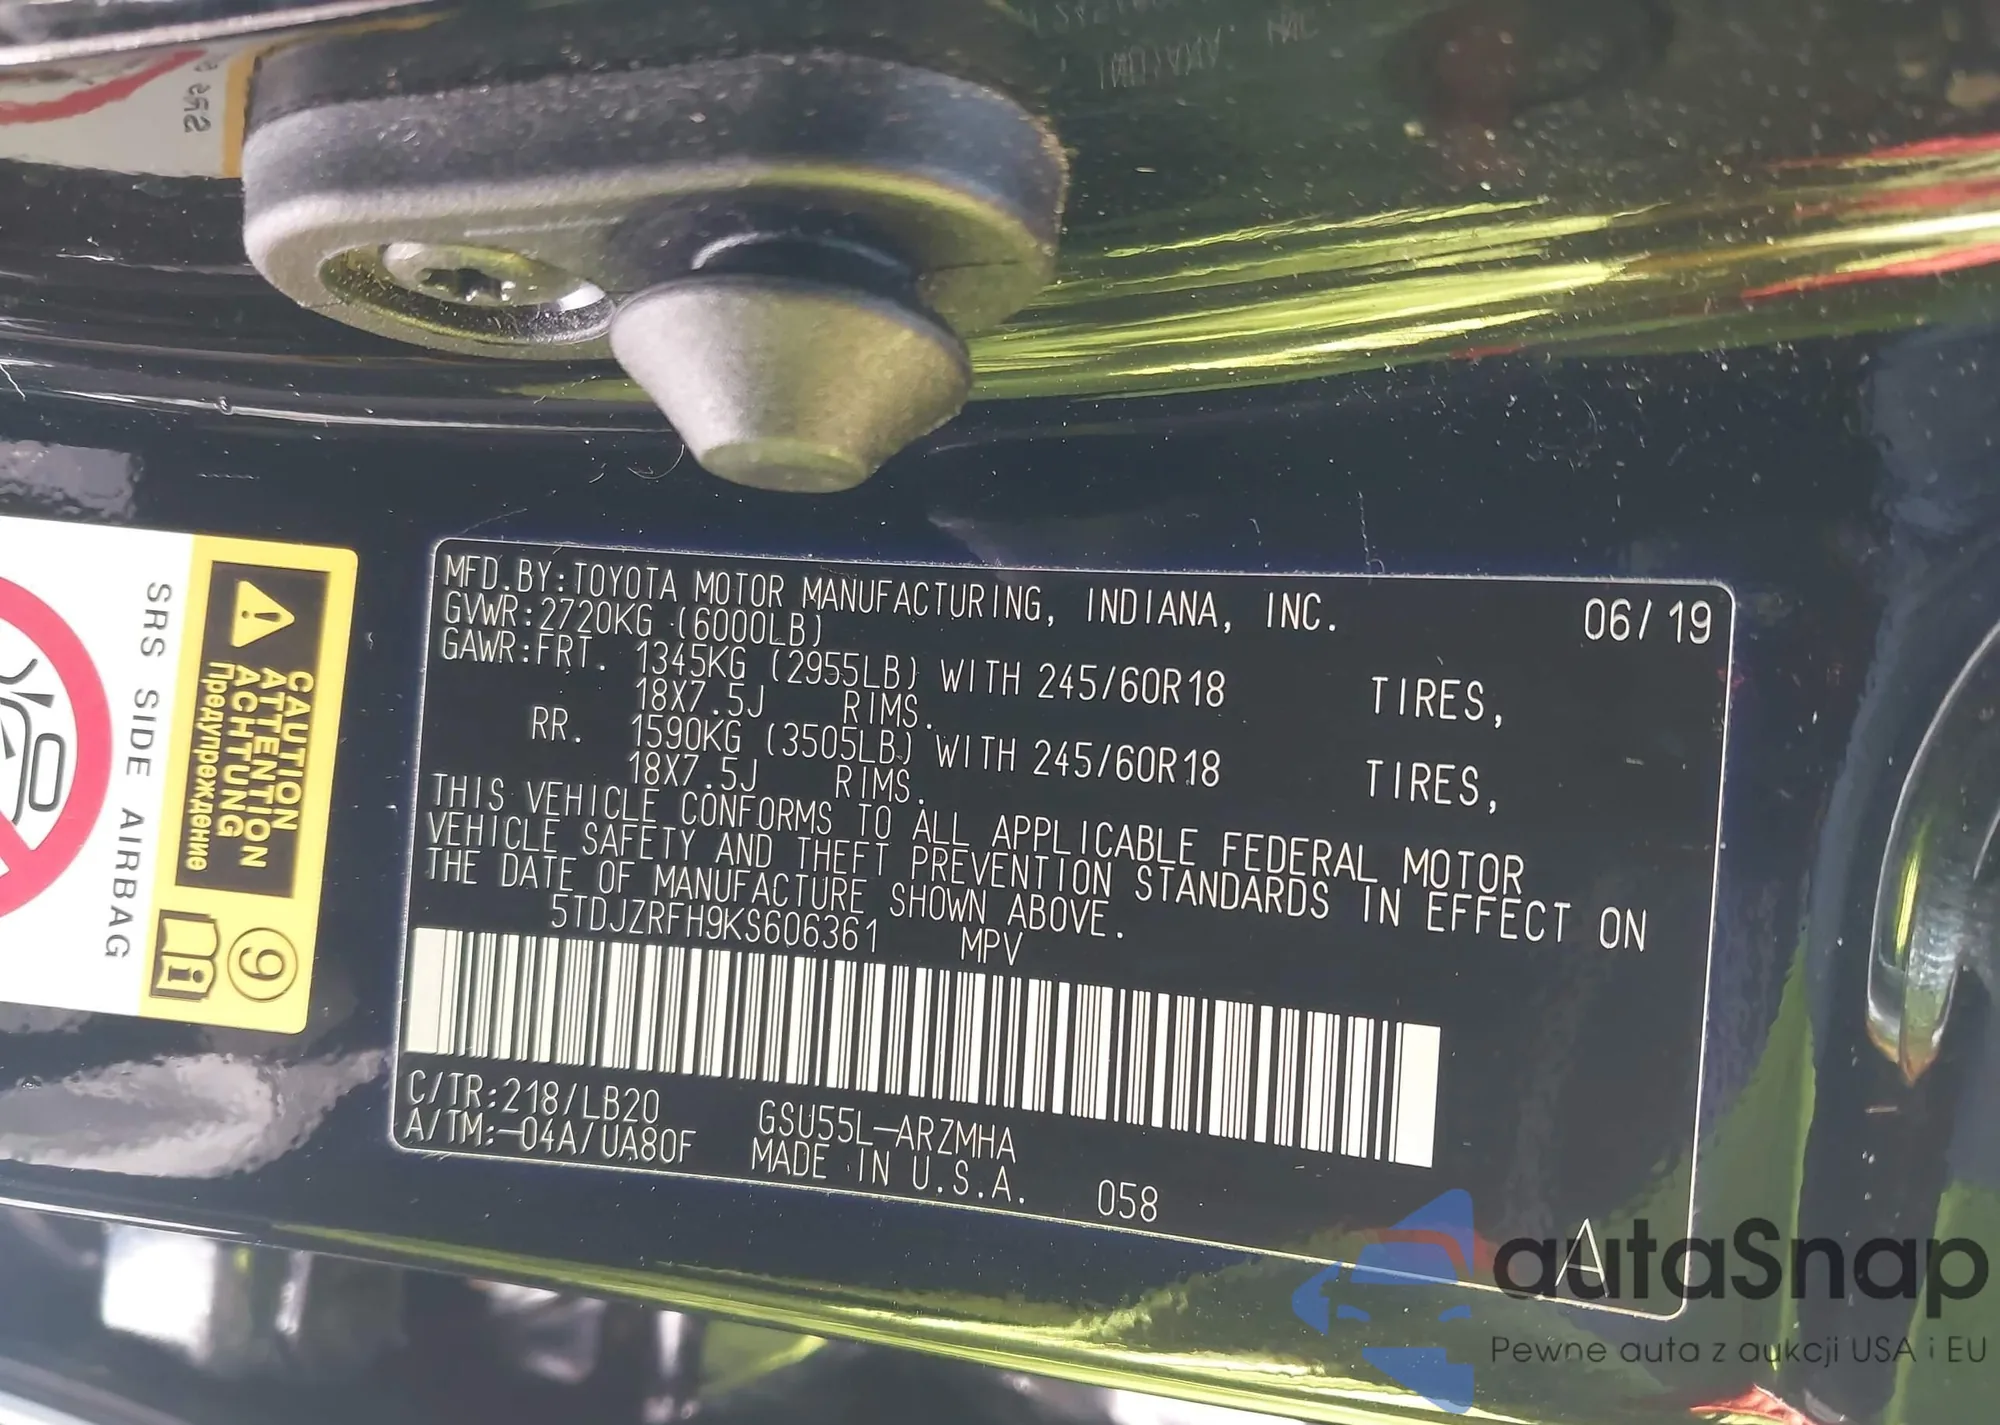 MFD.BY:TOYOTA MOTOR MANUFACTURING, INDIANA, INC. 06/19
GVWR:2720KG (6000LB)
GAWR:FRT. 1345KG (2955LB) WITH 245/60R18 TIRES,
18X7.5J RIMS.
RR. 1590KG (3505LB) WITH 245/60R18 TIRES,
18X7.5J RIMS.
THIS VEHICLE CONFORMS TO ALL APPLICABLE FEDERAL MOTOR
VEHICLE SAFETY AND THEFT PREVENTION STANDARDS IN EFFECT ON
THE DATE OF MANUFACTURE SHOWN ABOVE.
5TDJZRFH9KS606361 MPV
C/TR:218/LB20 GSU55L-ARZMHA
A/TM:-04A/UA80F MADE IN U.S.A. 058
A
CAUTION
ATTENTION
ACHTUNG
Предупреждение
9
i
SRS SIDE AIRBAG
SRS
autaSnap
Pewne auta z aukcji USA i EU